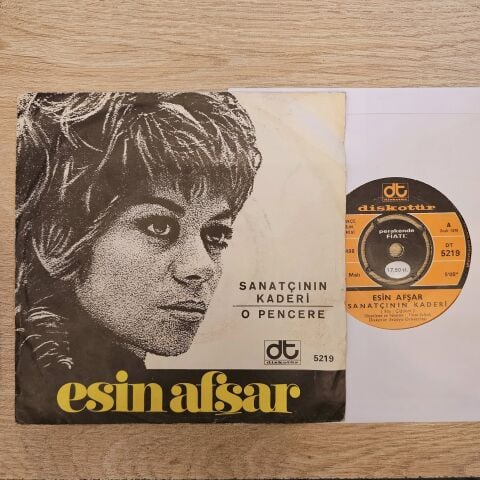 SANATÇININ
KADERİ
O PENCERE
dt
diskotür
5219
esin afşar
dt
diskotür
perakende
FİATI
A
DT
5219
17,50 TL
ESİN AFŞAR
SANATÇININ KADERİ